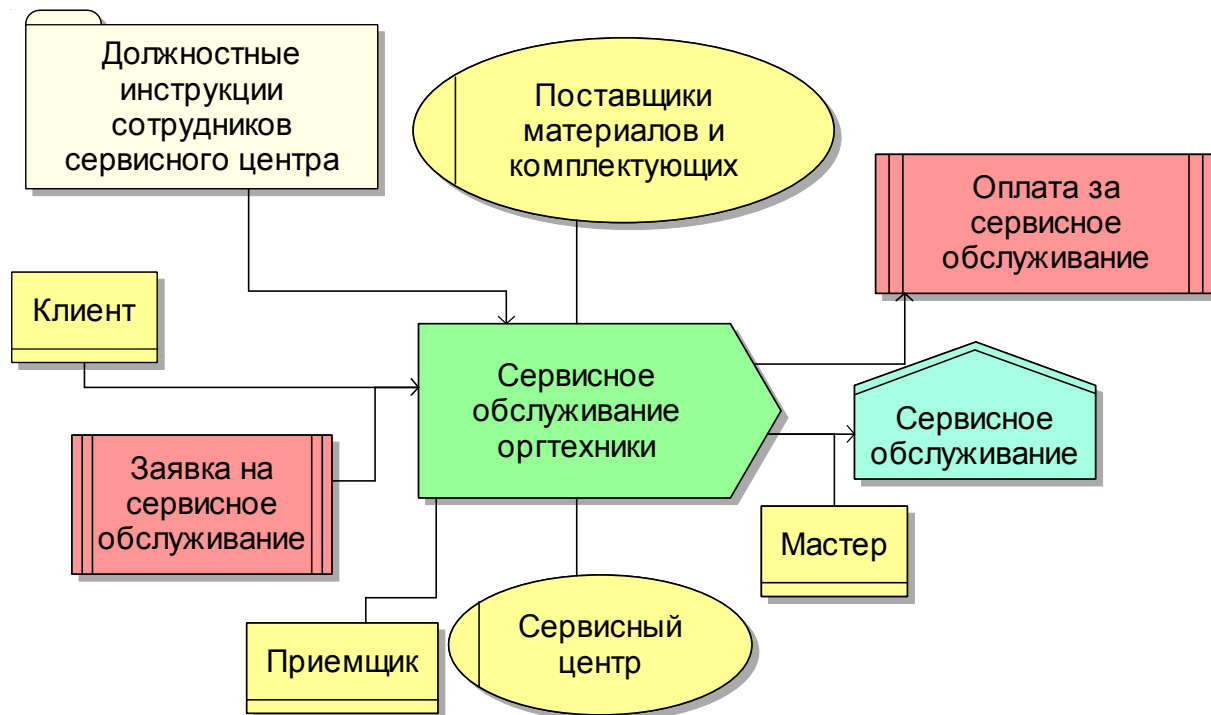 Должностные
инструкции
сотрудников
сервисного центра
Поставщики
материалов и
комплектующих
Оплата за
сервисное
обслуживание
Клиент
Сервисное
обслуживание
оргтехники
Сервисное
обслуживание
Заявка на
сервисное
обслуживание
Мастер
Приемщик
Сервисный
центр